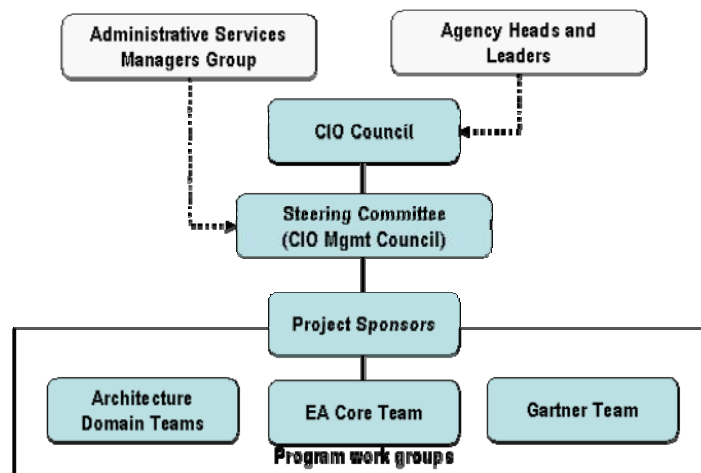 Administrative Services
Managers Group
Agency Heads and
Leaders
CIO Council
Steering Committee
(CIO Mgmt Council)
Project Sponsors
Architecture
Domain Teams
EA Core Team
Gartner Team
Program work groups